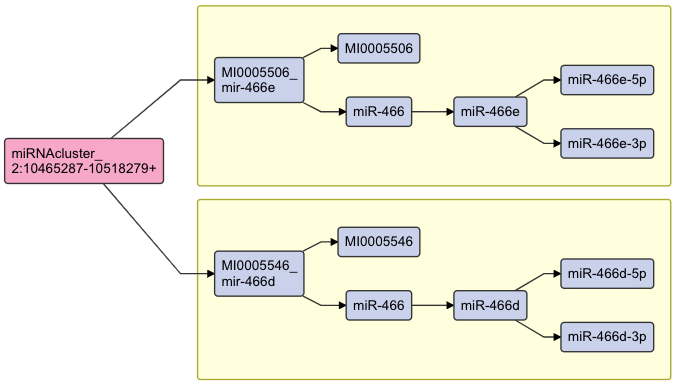 miRNAcluster_
2:10465287-10518279+
MI0005506_
mir-466e
MI0005506
miR-466
miR-466e
miR-466e-5p
miR-466e-3p
MI0005546_
mir-466d
MI0005546
miR-466
miR-466d
miR-466d-5p
miR-466d-3p